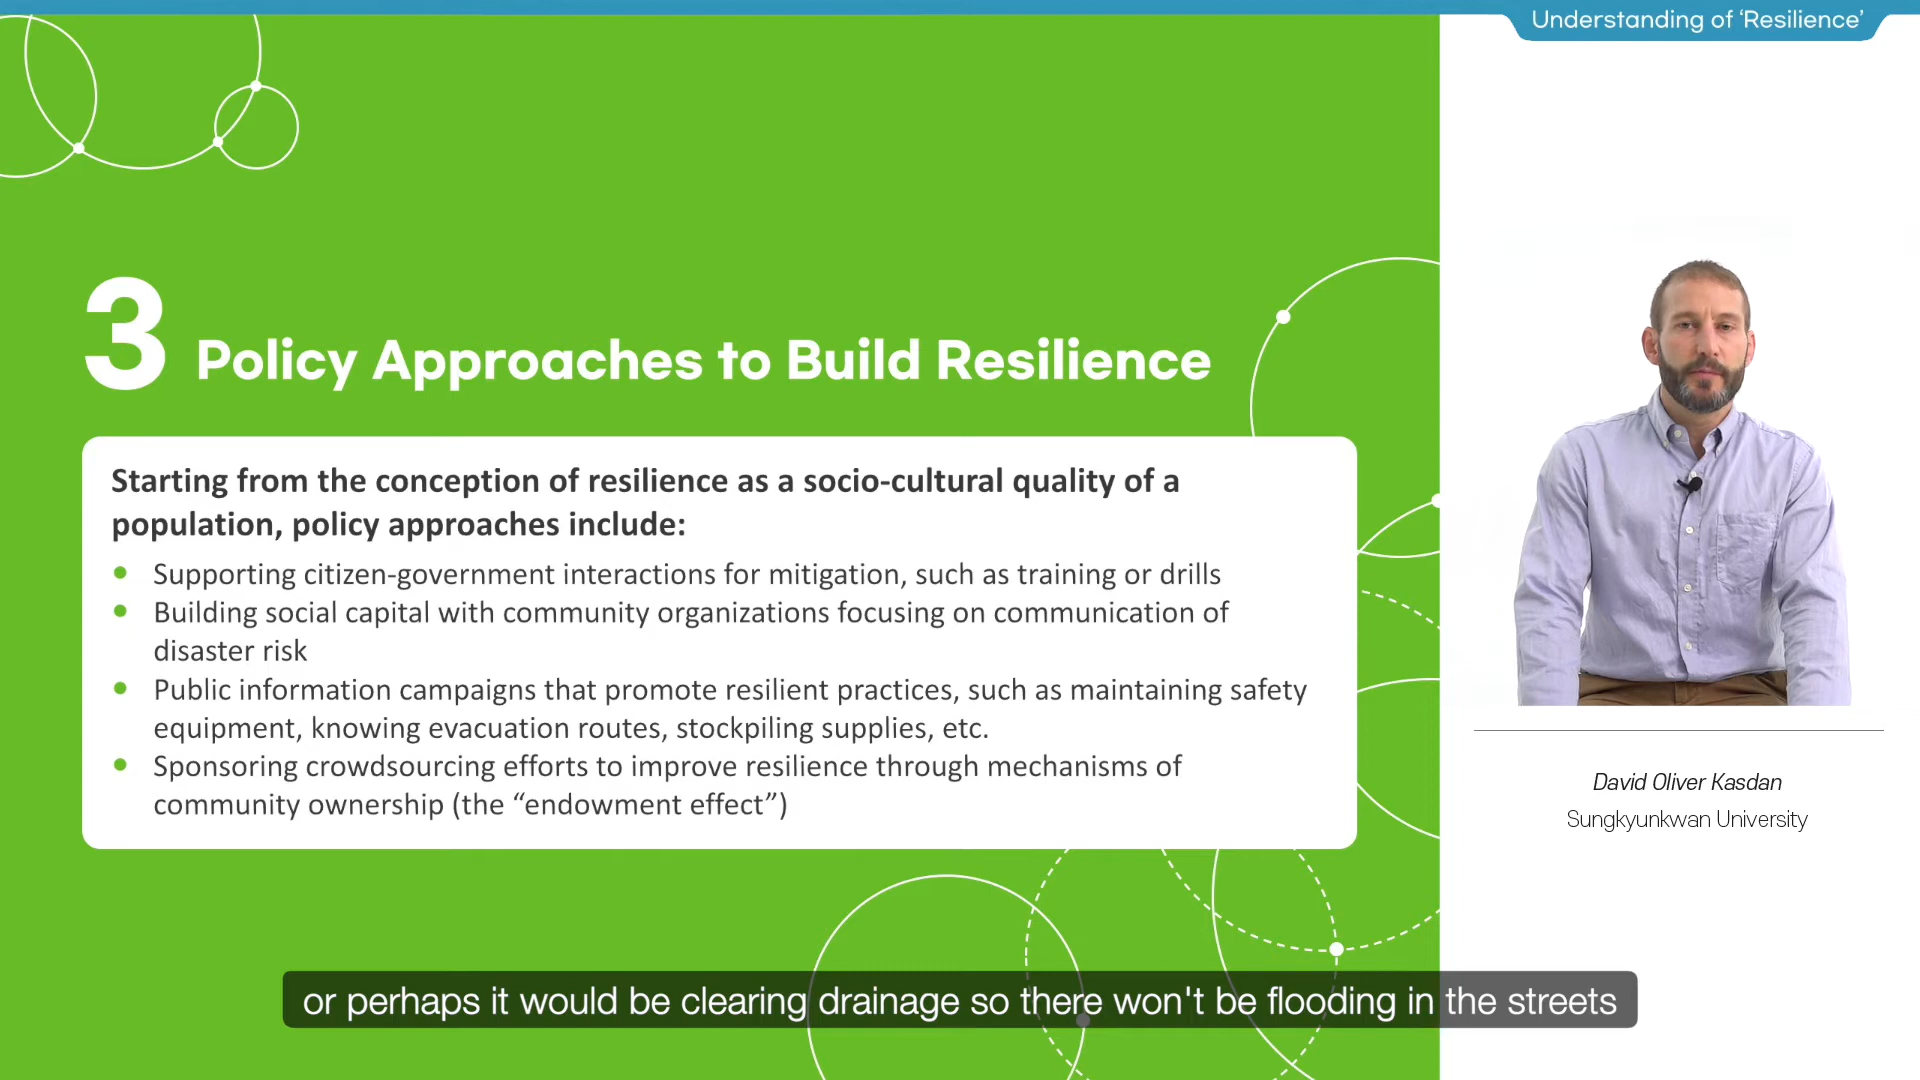 Understanding of ‘Resilience’
3 Policy Approaches to Build Resilience
Starting from the conception of resilience as a socio-cultural quality of a
population, policy approaches include:
• Supporting citizen-government interactions for mitigation, such as training or drills
• Building social capital with community organizations focusing on communication of
disaster risk
• Public information campaigns that promote resilient practices, such as maintaining safety
equipment, knowing evacuation routes, stockpiling supplies, etc.
• Sponsoring crowdsourcing efforts to improve resilience through mechanisms of
community ownership (the “endowment effect”)
David Oliver Kasdan
Sungkyunkwan University
or perhaps it would be clearing drainage so there won't be flooding in the streets